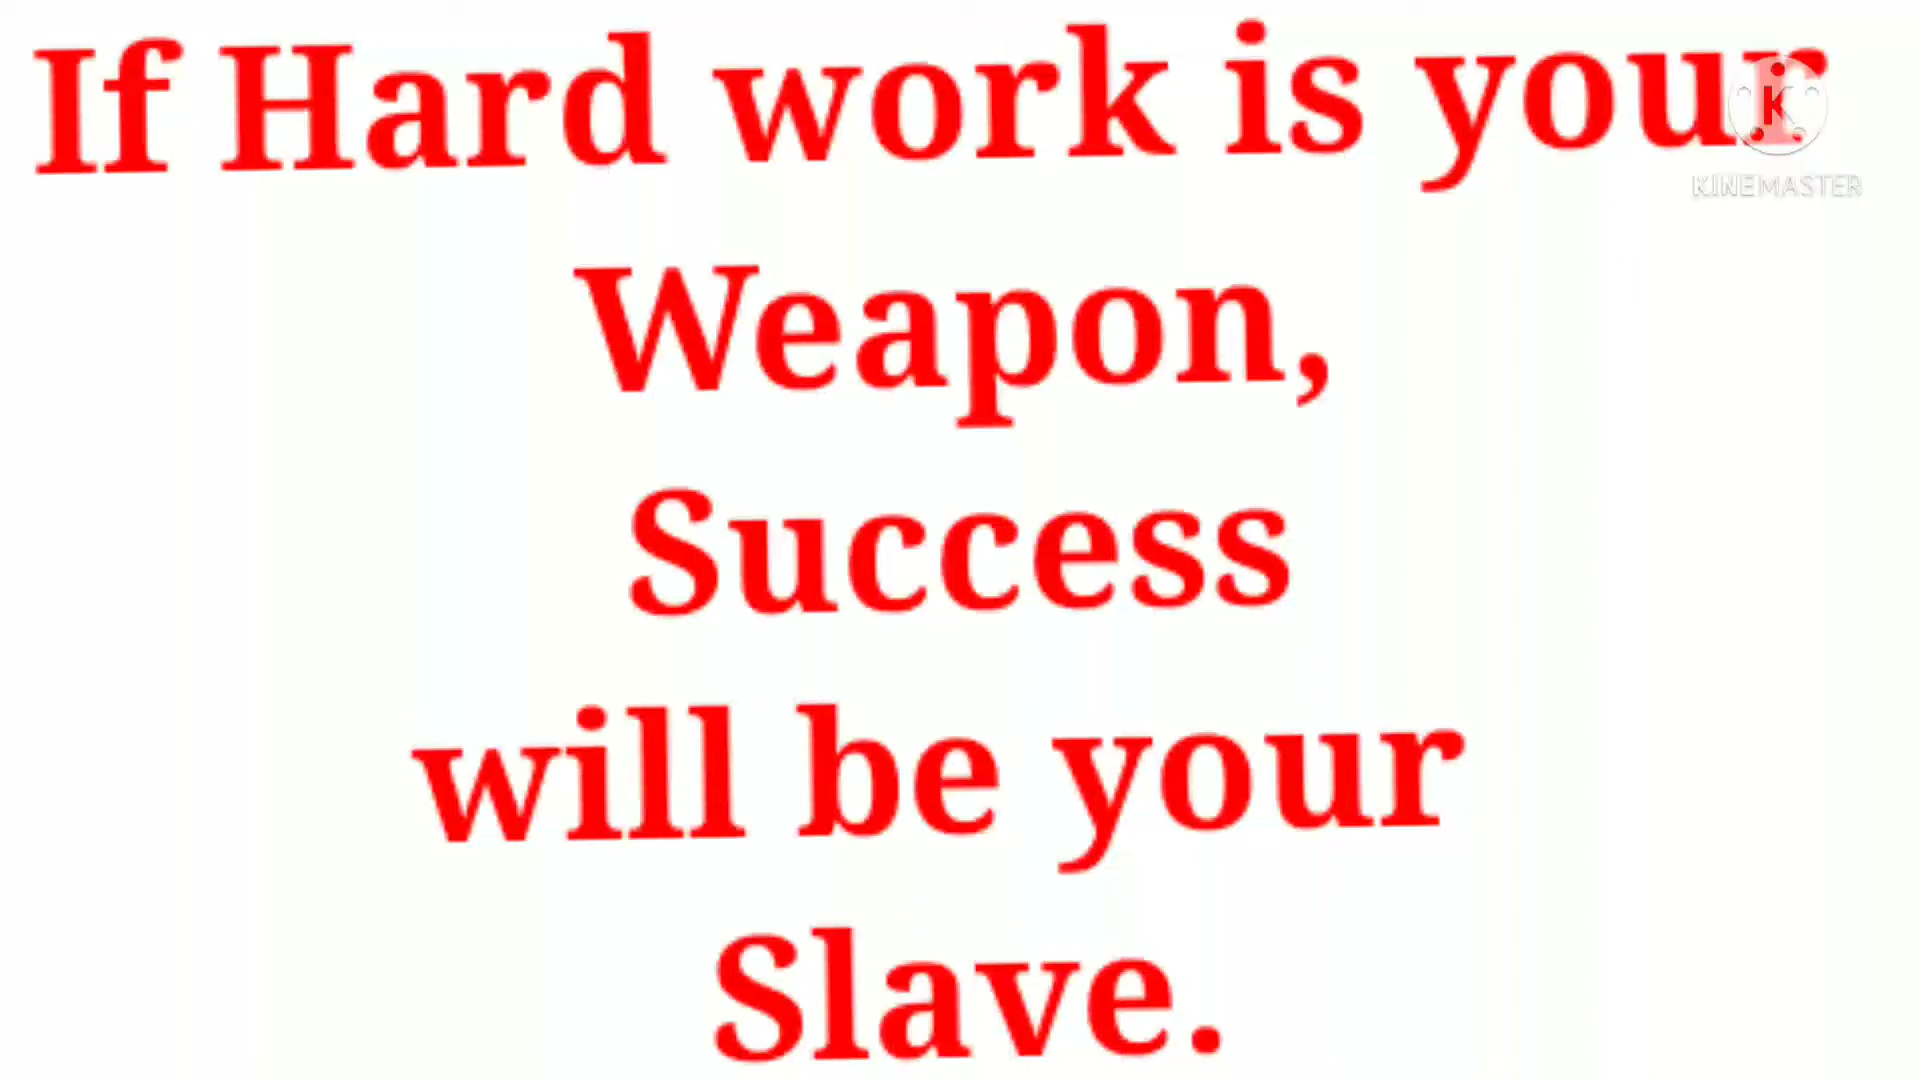 If Hard work is your
K
KINEMASTER
Weapon,
Success
will be your
Slave.